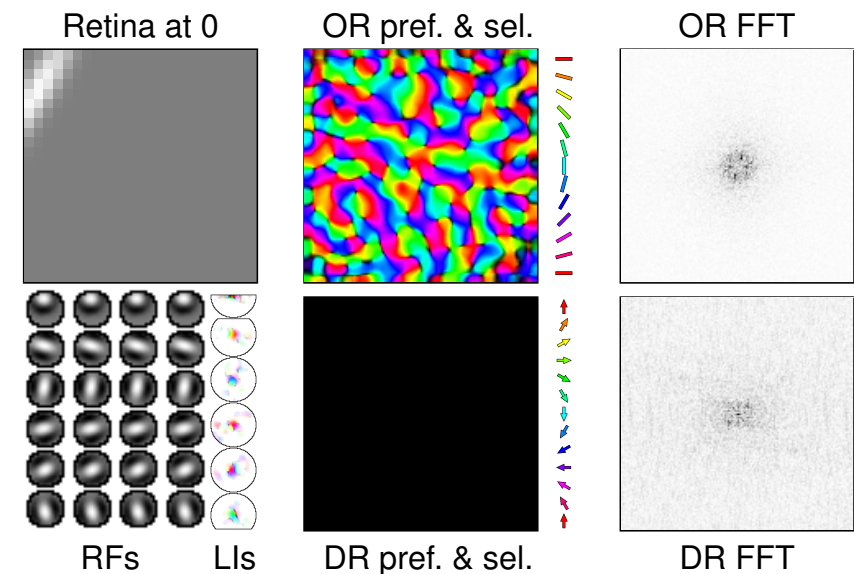 Retina at 0
OR pref. & sel.
OR FFT
RFs
LIs
DR pref. & sel.
DR FFT